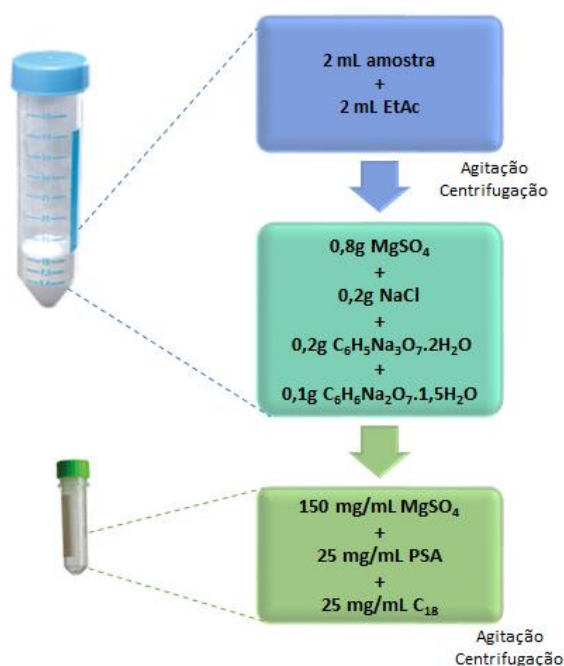 2 mL amostra
+
2 mL EtAc
Agitação
Centrifugação
0,8g MgSO₄
+
0,2g NaCl
+
0,2g C₆H₅Na₃O₇.2H₂O
+
0,1g C₆H₆Na₂O₇.1,5H₂O
150 mg/mL MgSO₄
+
25 mg/mL PSA
+
25 mg/mL C₁₈
Agitação
Centrifugação